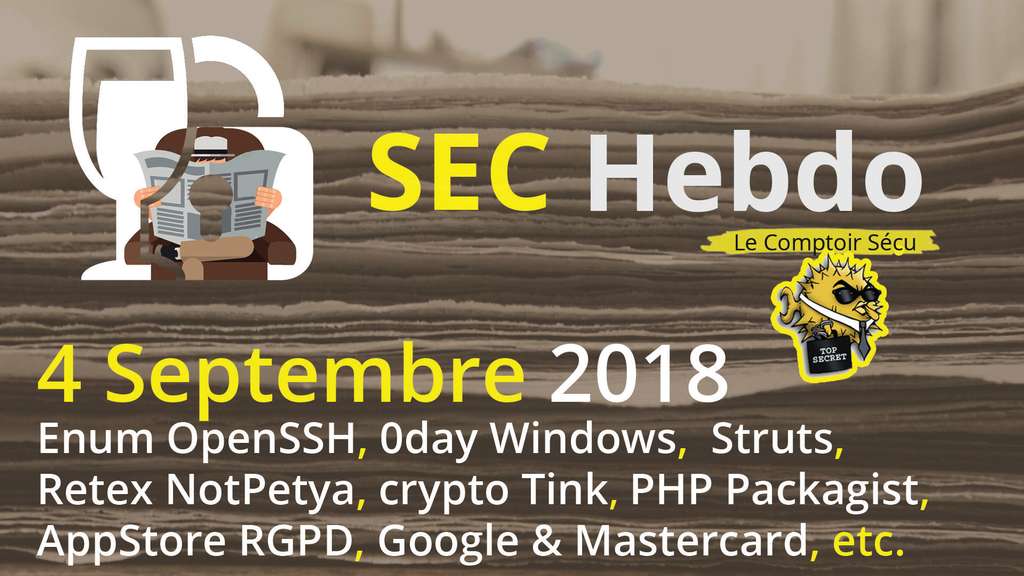 SEC Hebdo
Le Comptoir Sécu
TOP
SECRET
4 Septembre 2018
Enum OpenSSH, 0day Windows, Struts,
Retex NotPetya, crypto Tink, PHP Packagist,
AppStore RGPD, Google & Mastercard, etc.